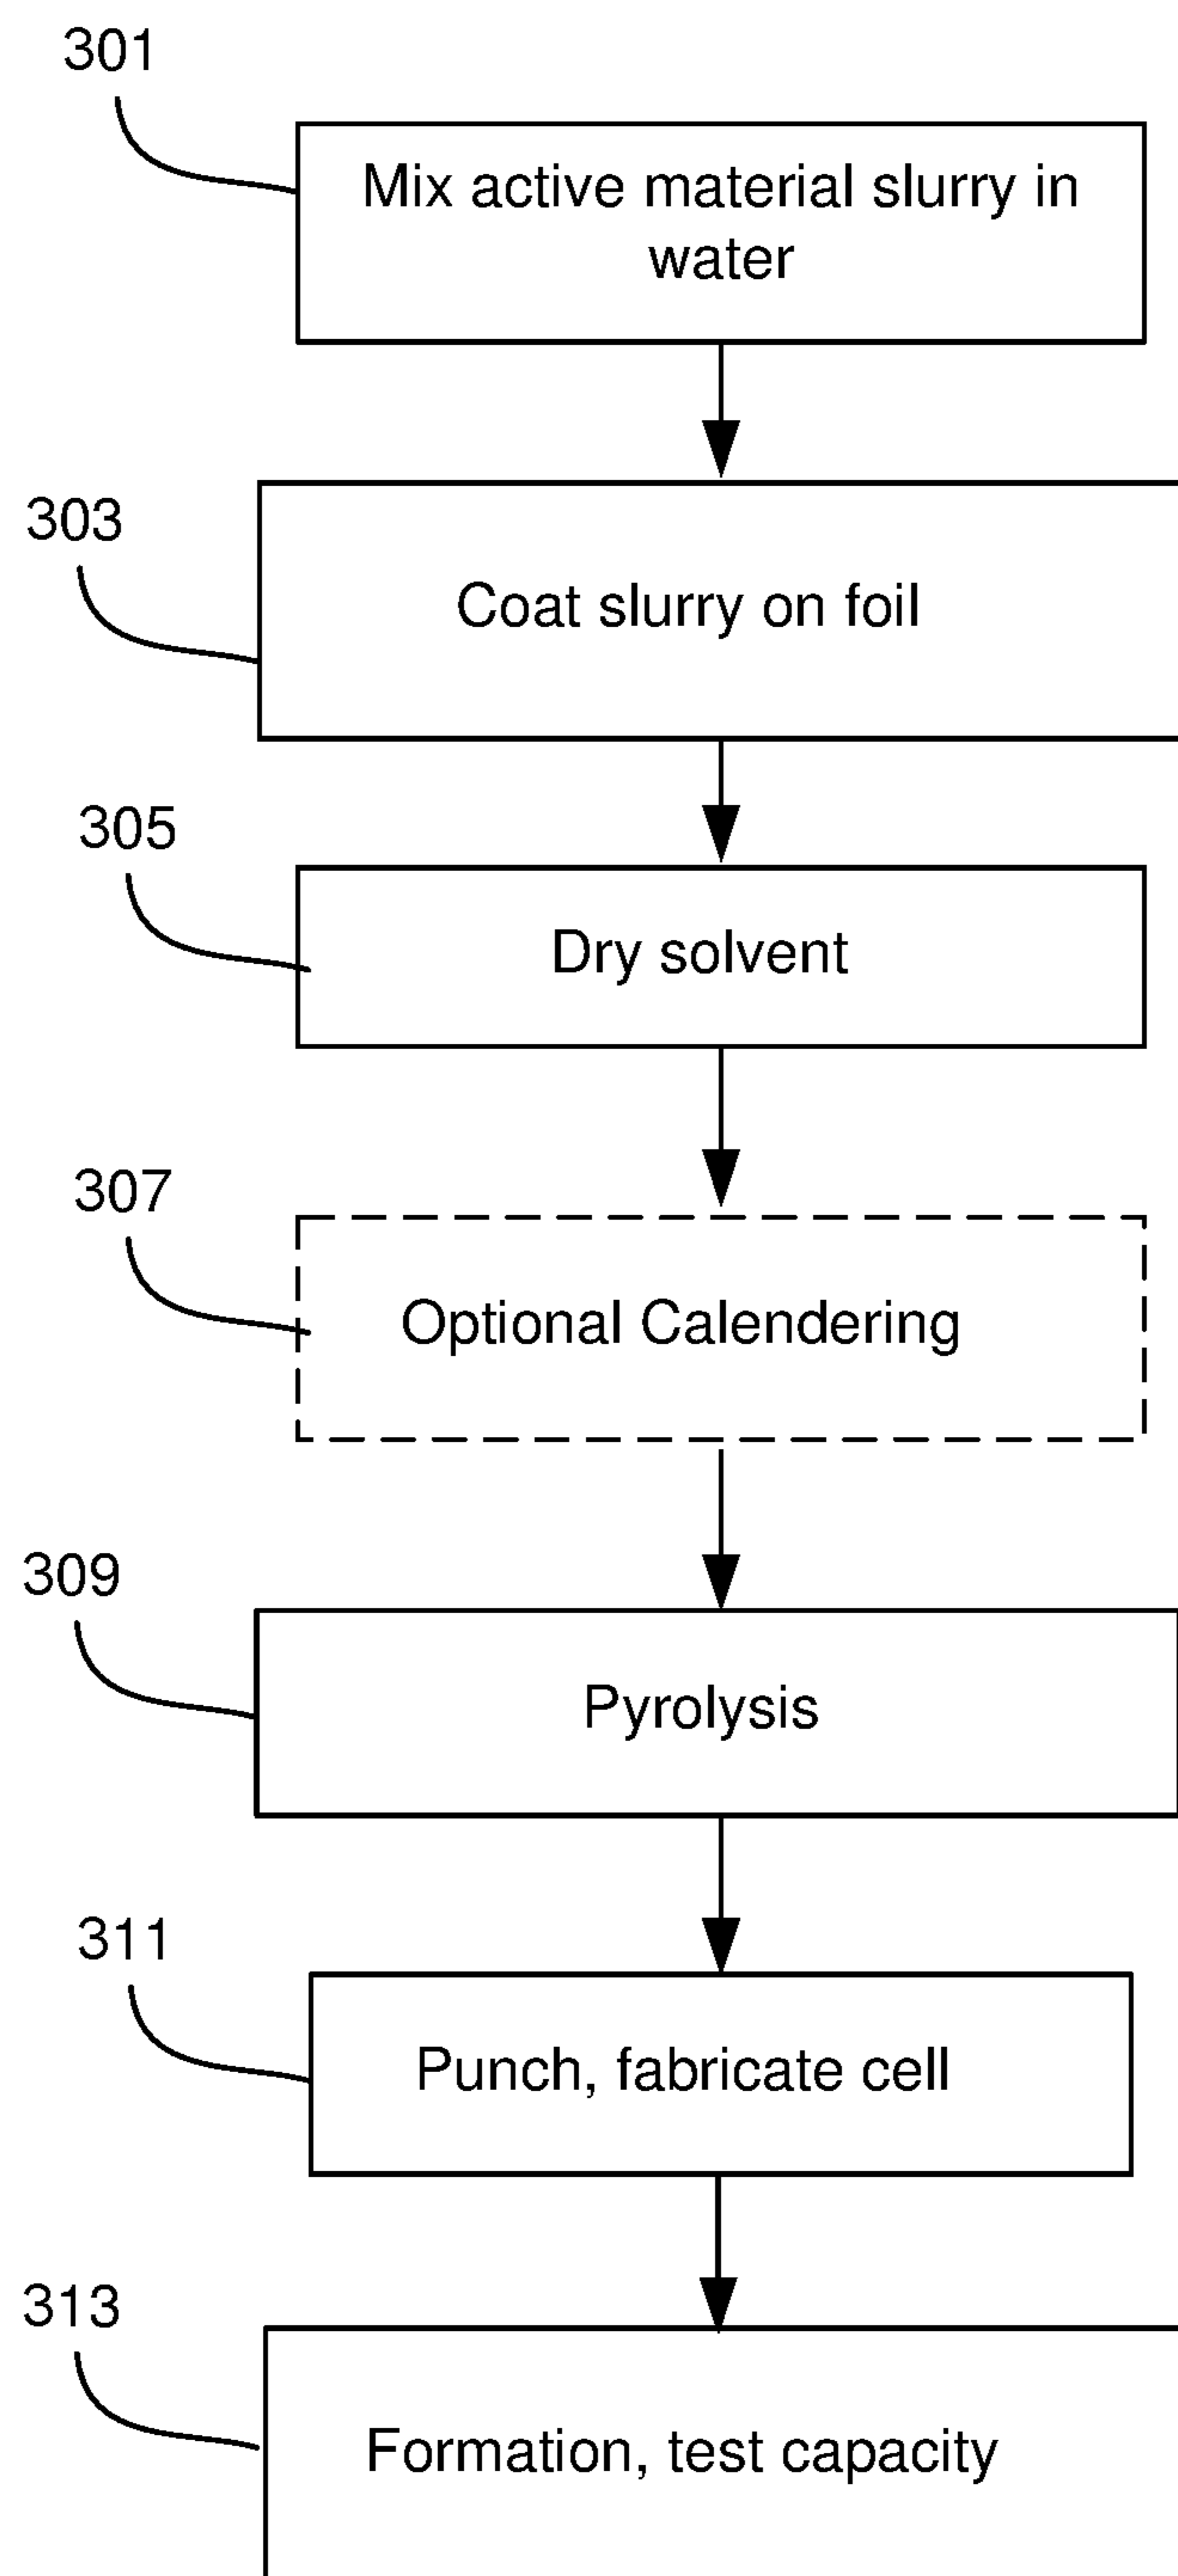 301
Mix active material slurry in
water
303
Coat slurry on foil
305
Dry solvent
307
Optional Calendering
309
Pyrolysis
311
Punch, fabricate cell
313
Formation, test capacity